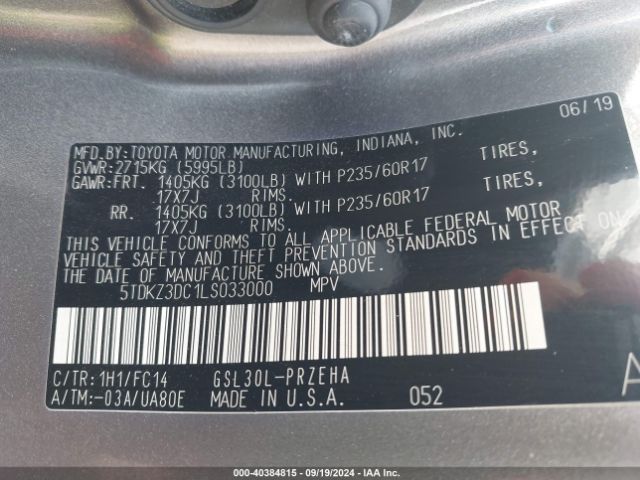 06/19
MFD.BY:TOYOTA MOTOR MANUFACTURING, INDIANA, INC.
GVWR:2715KG (5995LB)
GAWR:FRT. 1405KG (3100LB) WITH P235/60R17 TIRES,
17X7J RIMS.
RR. 1405KG (3100LB) WITH P235/60R17 TIRES,
17X7J RIMS.
THIS VEHICLE CONFORMS TO ALL APPLICABLE FEDERAL MOTOR
VEHICLE SAFETY AND THEFT PREVENTION STANDARDS IN EFFECT ON
THE DATE OF MANUFACTURE SHOWN ABOVE.
5TDKZ3DC1LS033000 MPV
C/TR:1H1/FC14 GSL30L-PRZEHA A
A/TM:-03A/UA80E MADE IN U.S.A. 052
000-40384815 - 09/19/2024 - IAA Inc.